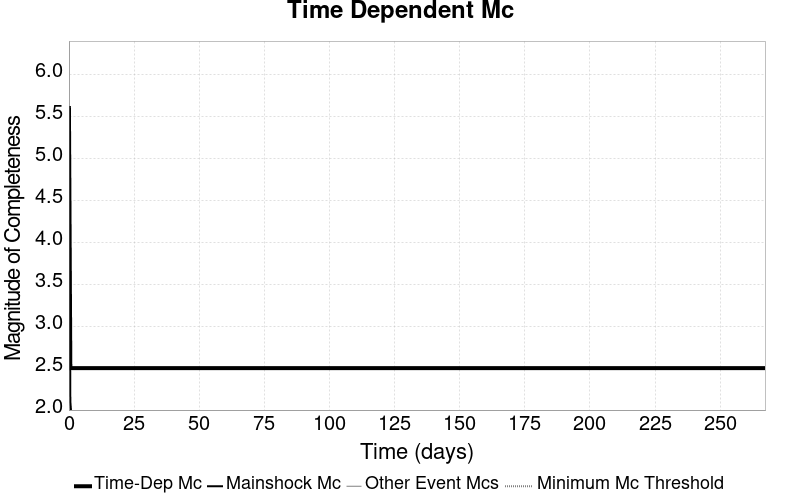 Time Dependent Mc
Magnitude of Completeness
6.0
5.5
5.0
4.5
4.0
3.5
3.0
2.5
2.0
0 25 50 75 100 125 150 175 200 225 250
Time (days)
Time-Dep Mc Mainshock Mc Other Event Mcs Minimum Mc Threshold